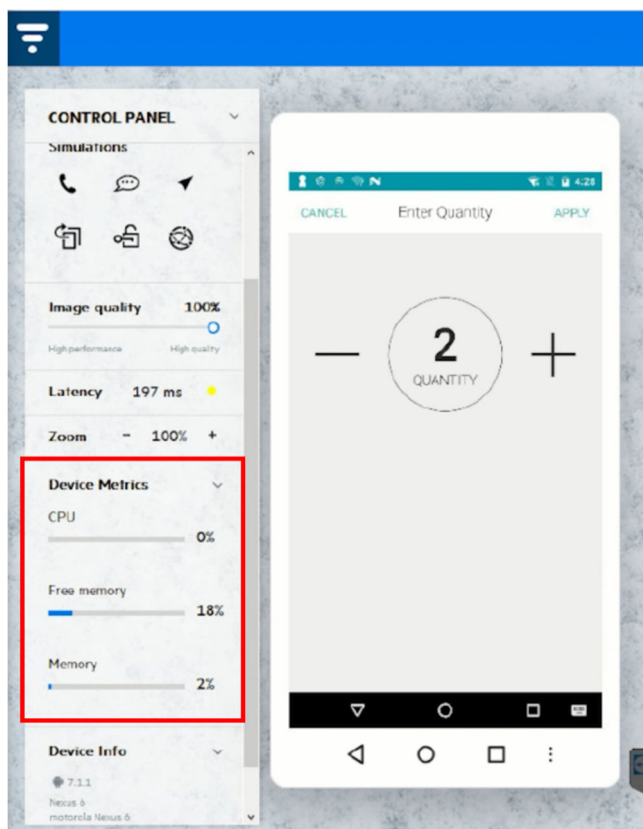 CONTROL PANEL
Simulations
Image quality 100%
High performance High quality
Latency 197 ms
Zoom - 100% +
Device Metrics
CPU
0%
Free memory
18%
Memory
2%
Device Info
7.1.1
Nexus 6
motorola Nexus 6
4:28
CANCEL Enter Quantity APPLY
2
QUANTITY